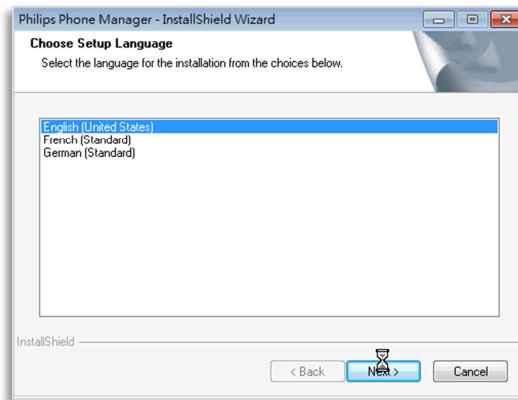 Philips Phone Manager - InstallShield Wizard
Choose Setup Language
Select the language for the installation from the choices below.
English (United States)
French (Standard)
German (Standard)
InstallShield
< Back
Next >
Cancel